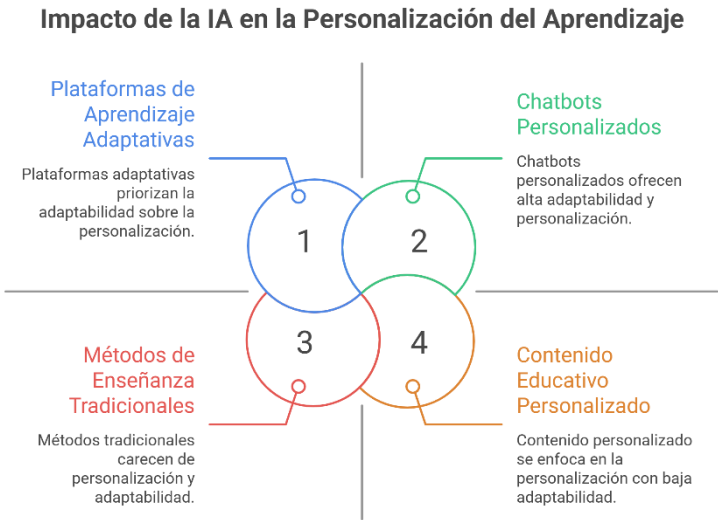 Impacto de la IA en la Personalización del Aprendizaje
Plataformas de
Aprendizaje
Adaptativas
Plataformas adaptativas
priorizan la
adaptabilidad sobre la
personalización.
Chatbots
Personalizados
Chatbots
personalizados ofrecen
alta adaptabilidad y
personalización.
1
2
3
4
Métodos de
Enseñanza
Tradicionales
Métodos tradicionales
carecen de
personalización y
adaptabilidad.
Contenido
Educativo
Personalizado
Contenido personalizado
se enfoca en la
personalización con baja
adaptabilidad.